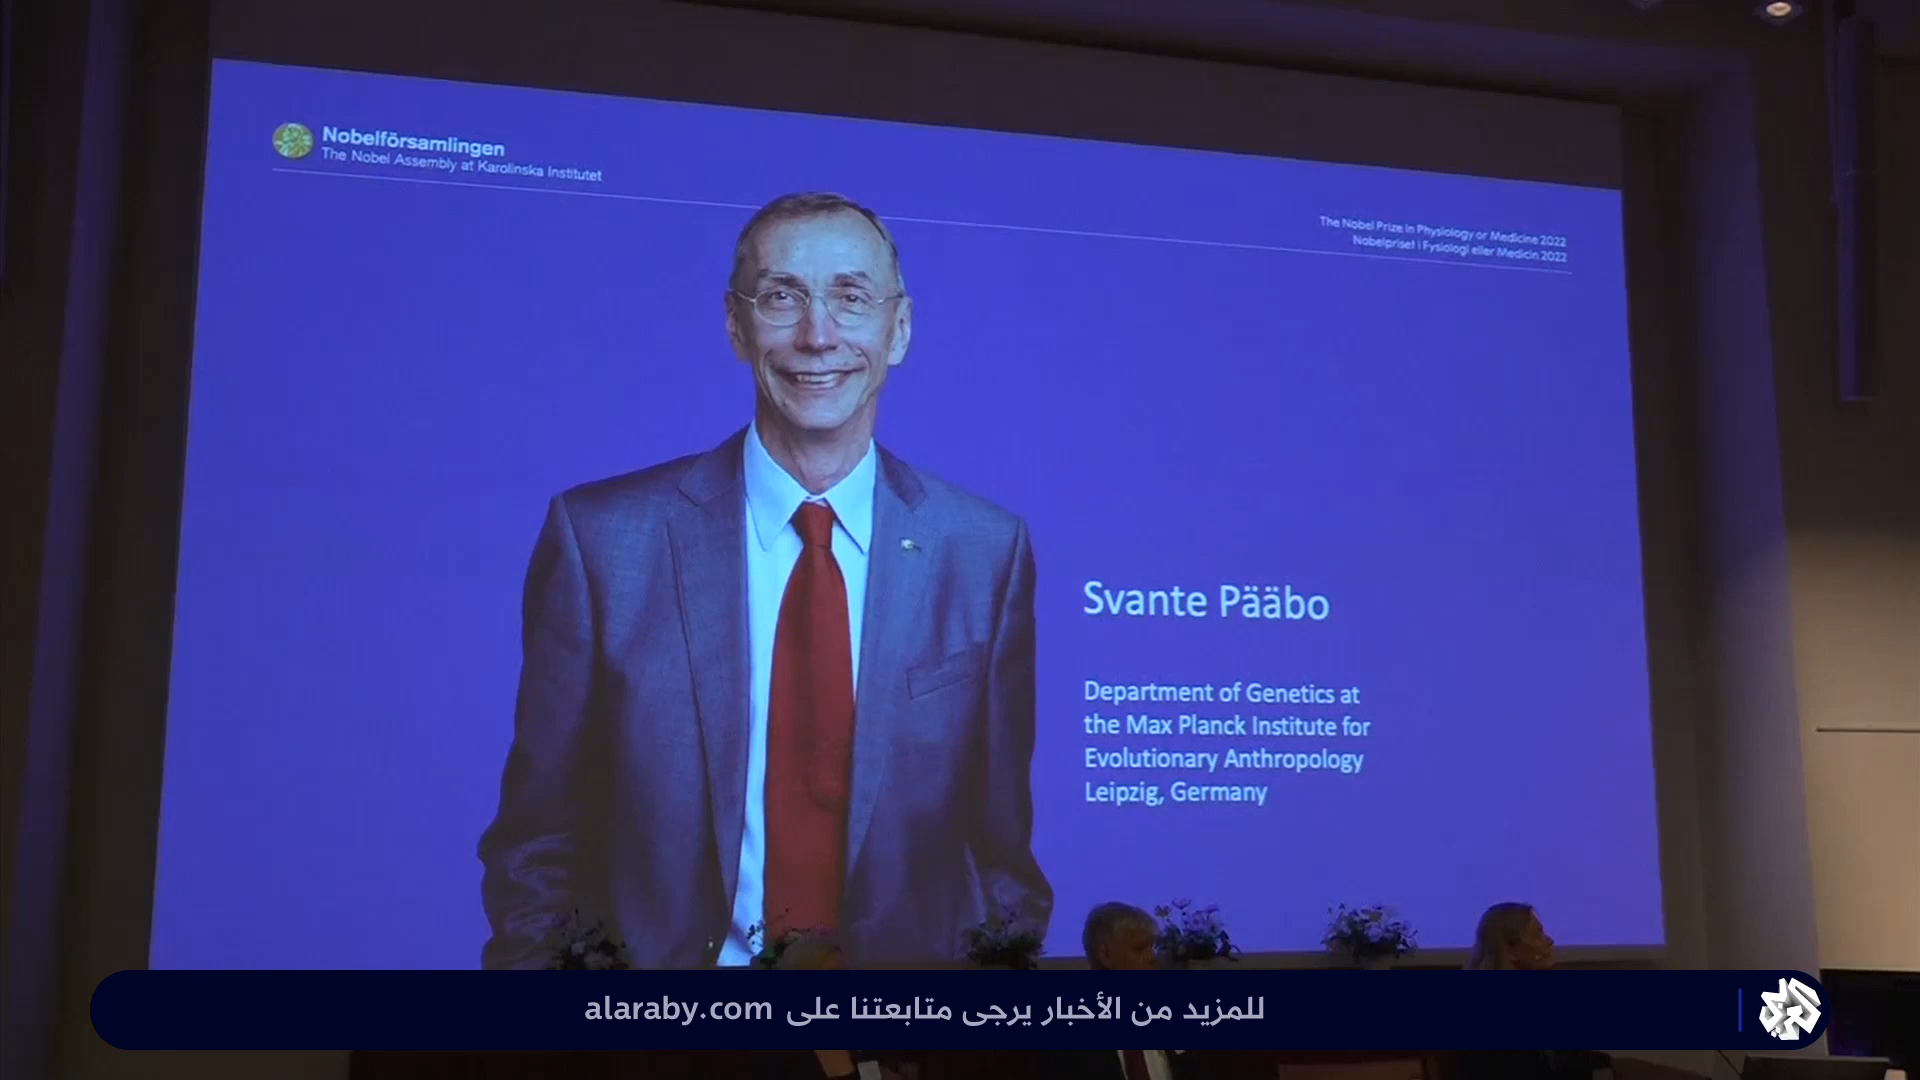 Nobelförsamlingen
The Nobel Assembly at Karolinska Institutet
The Nobel Prize in Physiology or Medicine 2022
Nobelpriset i Fysiologi eller Medicin 2022
Svante Pääbo
Department of Genetics at
the Max Planck Institute for
Evolutionary Anthropology
Leipzig, Germany
للمزيد من الأخبار يرجى متابعتنا على alaraby.com